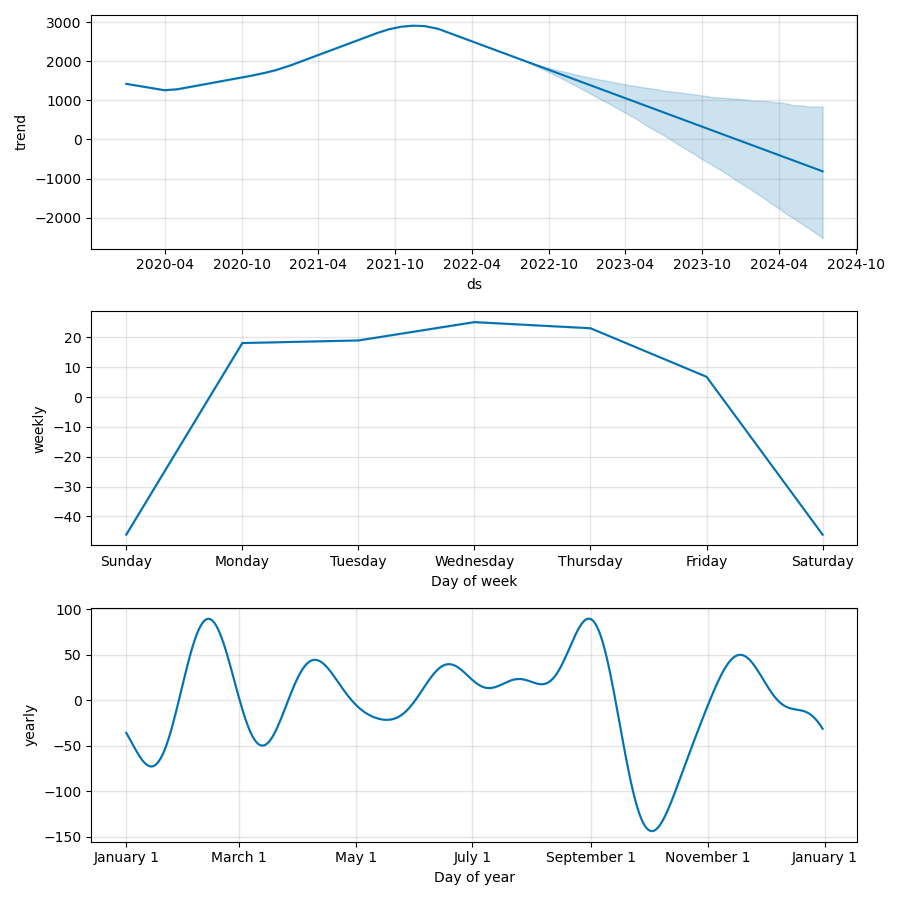 3000
2000
1000
0
−1000
−2000
trend
2020-04 2020-10 2021-04 2021-10 2022-04 2022-10 2023-04 2023-10 2024-04 2024-10
ds
20
10
0
−10
−20
−30
−40
weekly
Sunday Monday Tuesday Wednesday Thursday Friday Saturday
Day of week
100
50
0
−50
−100
−150
yearly
January 1 March 1 May 1 July 1 September 1 November 1 January 1
Day of year